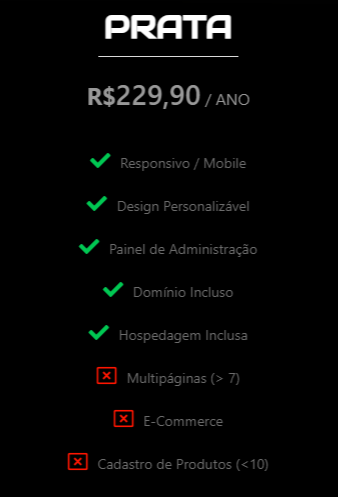 PRATA
R$229,90 / ANO
Responsivo / Mobile
Design Personalizável
Painel de Administração
Domínio Incluso
Hospedagem Inclusa
Multipáginas (> 7)
E-Commerce
Cadastro de Produtos (<10)